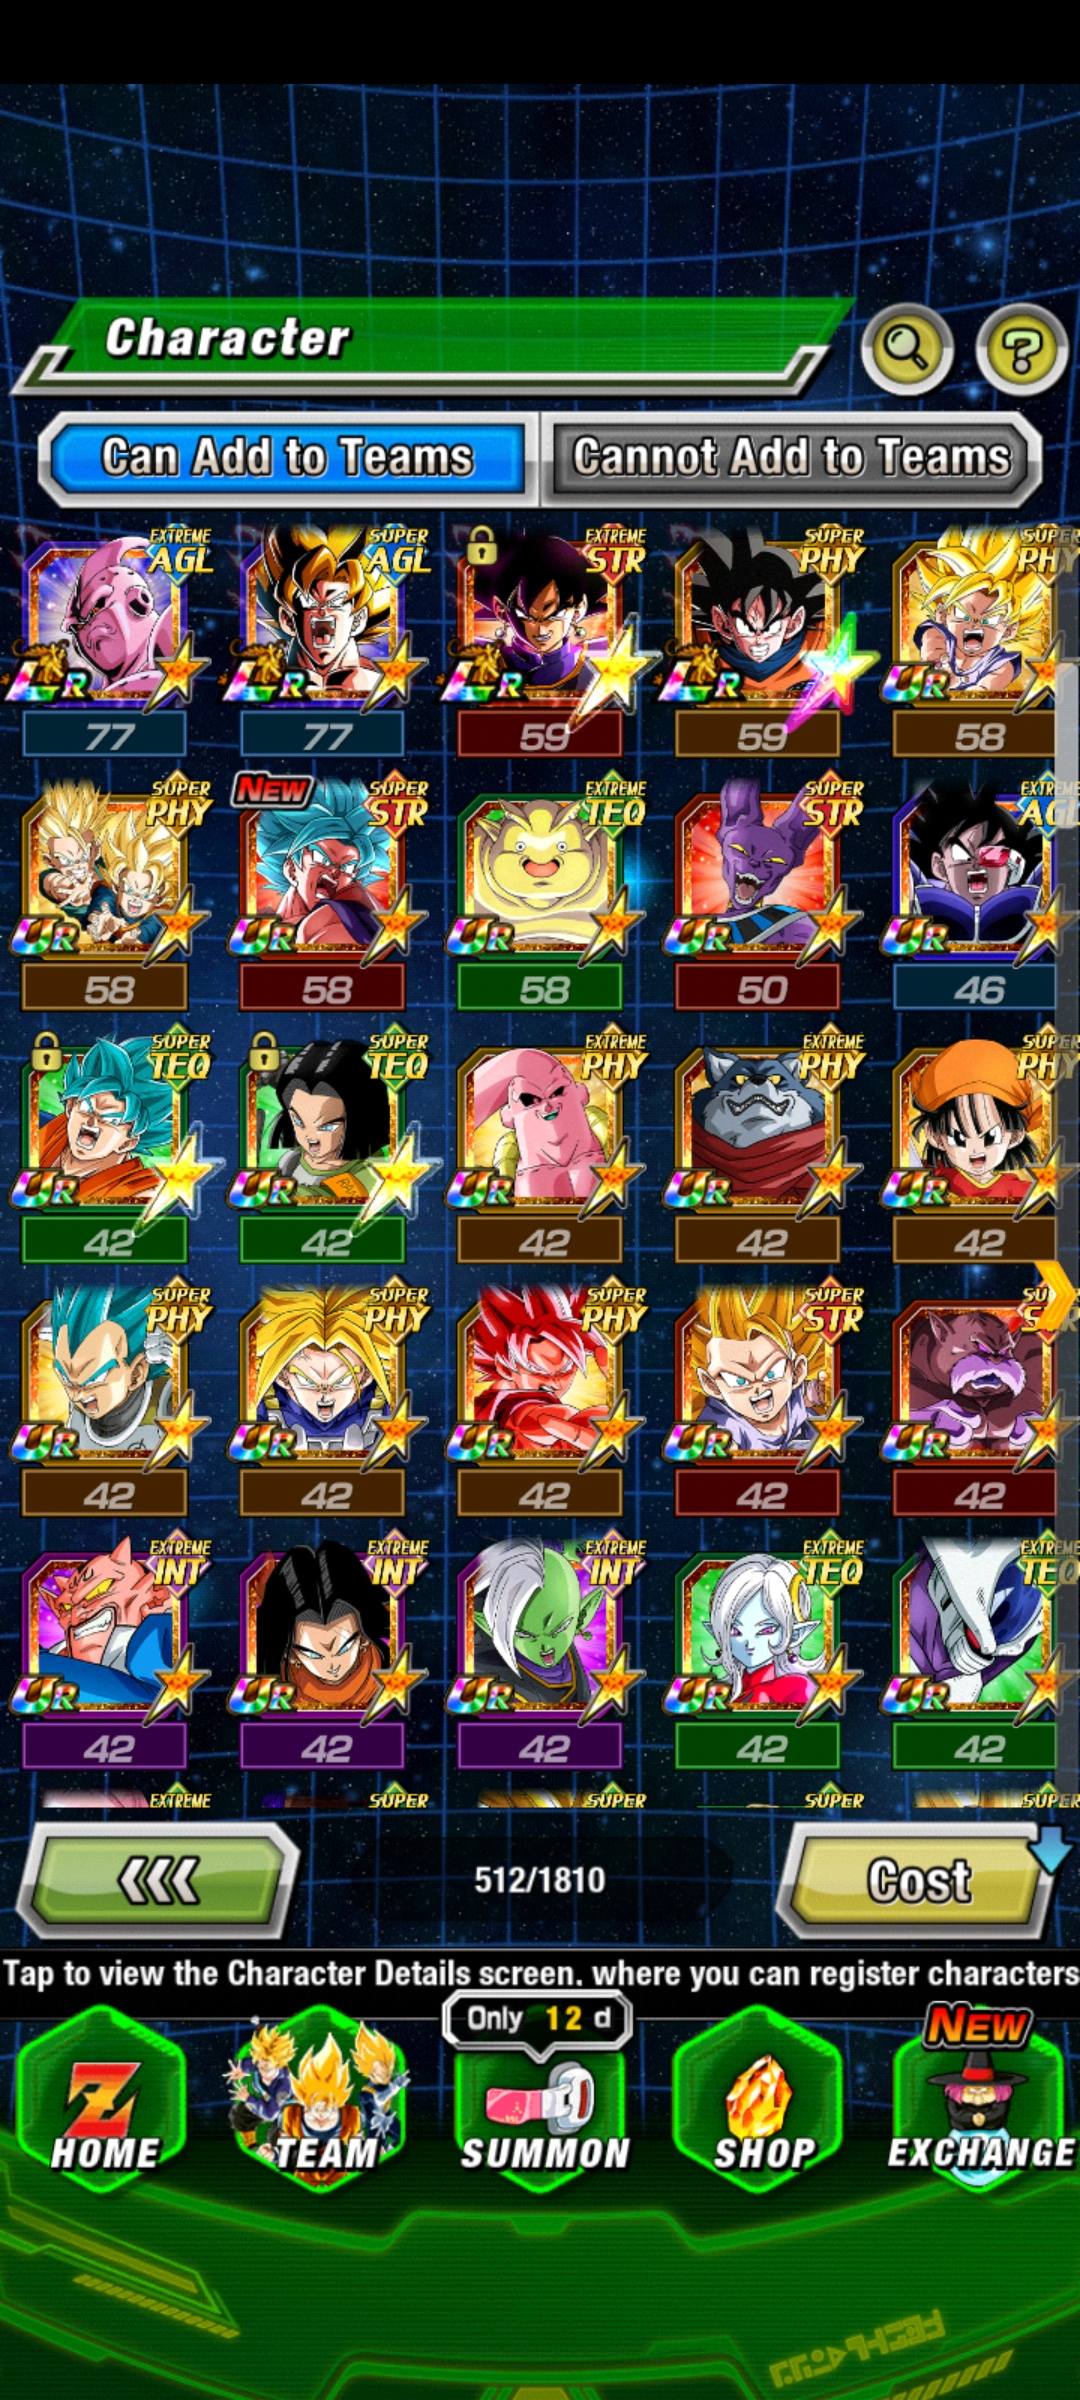 Character
?
Can Add to Teams Cannot Add to Teams
EXTREME SUPER EXTREME SUPER SUPER
AGL AGL STR PHY PHY
LR LR LR LR UR
77 77 59 59 58
SUPER NEW SUPER EXTREME SUPER EXTREME
PHY STR TEQ STR AGL
UR UR UR UR UR
58 58 58 50 46
SUPER SUPER EXTREME EXTREME SUPER
TEQ TEQ PHY PHY PHY
UR UR UR UR UR
42 42 42 42 42
SUPER SUPER SUPER SUPER SU
PHY PHY PHY STR S
UR UR UR UR UR
42 42 42 42 42
EXTREME EXTREME EXTREME EXTREME EXTREME
INT INT INT TEQ TEQ
UR UR UR UR UR
42 42 42 42 42
EXTREME SUPER SUPER SUPER SUPER
512/1810 Cost
Tap to view the Character Details screen, where you can register characters
Only 12 d NEW
Z
HOME TEAM SUMMON SHOP EXCHANGE